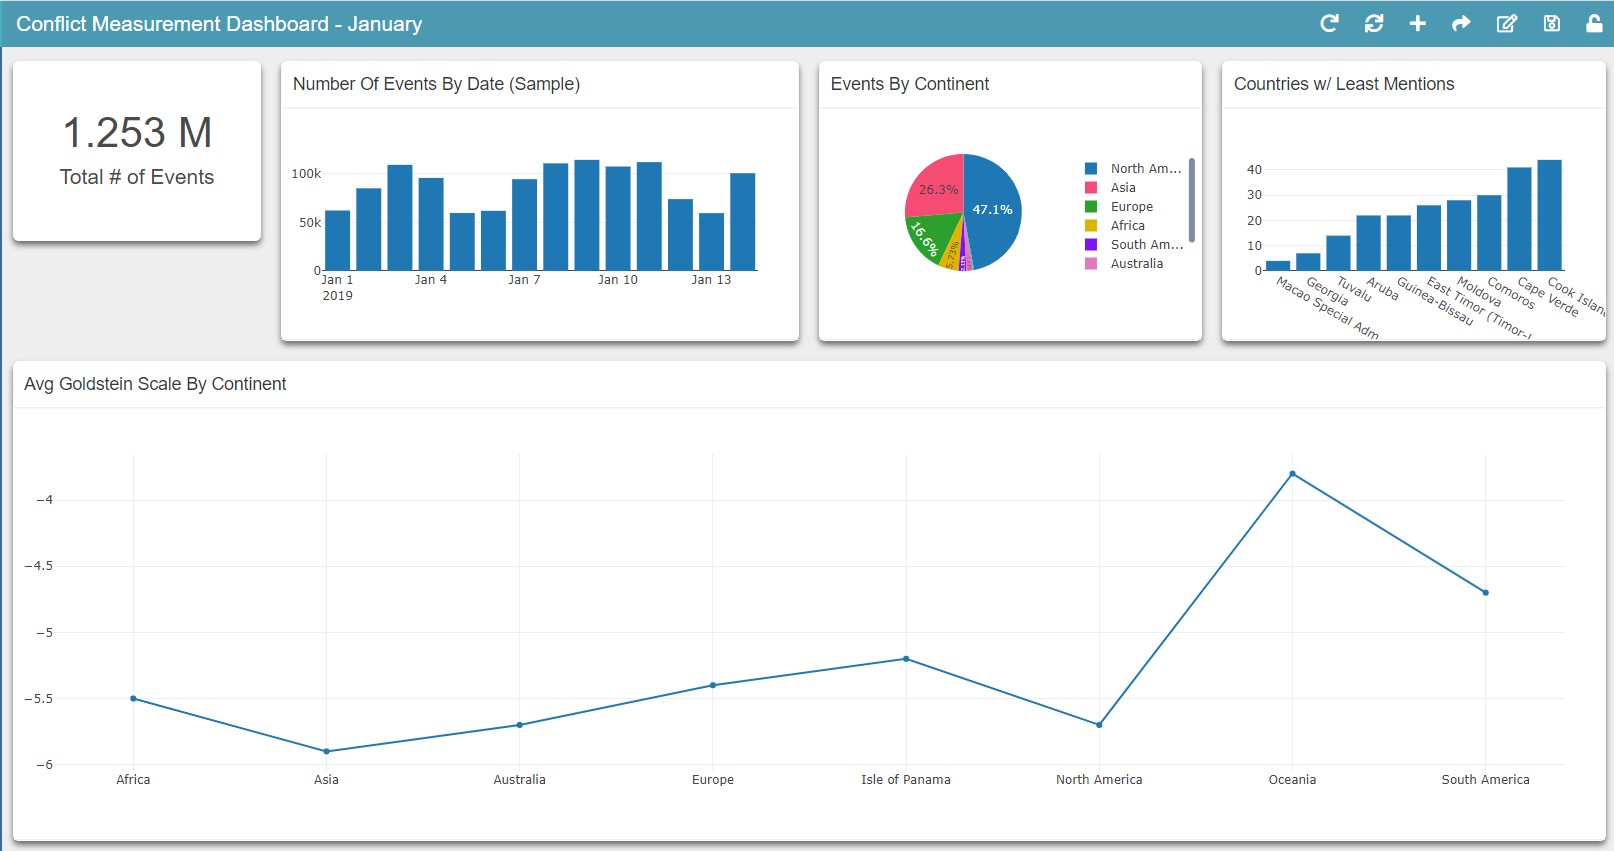 Conflict Measurement Dashboard - January
1.253 M
Total # of Events
Number Of Events By Date (Sample)
100k
50k
0
Jan 1
2019
Jan 4
Jan 7
Jan 10
Jan 13
Events By Continent
47.1%
26.3%
16.6%
5.73%
North Am...
Asia
Europe
Africa
South Am...
Australia
Countries w/ Least Mentions
40
30
20
10
0
Macao Special Adm
Georgia
Tuvalu
Aruba
Guinea-Bissau
East Timor (Timor-
Moldova
Comoros
Cape Verde
Cook Islan
Avg Goldstein Scale By Continent
−4
−4.5
−5
−5.5
−6
Africa
Asia
Australia
Europe
Isle of Panama
North America
Oceania
South America